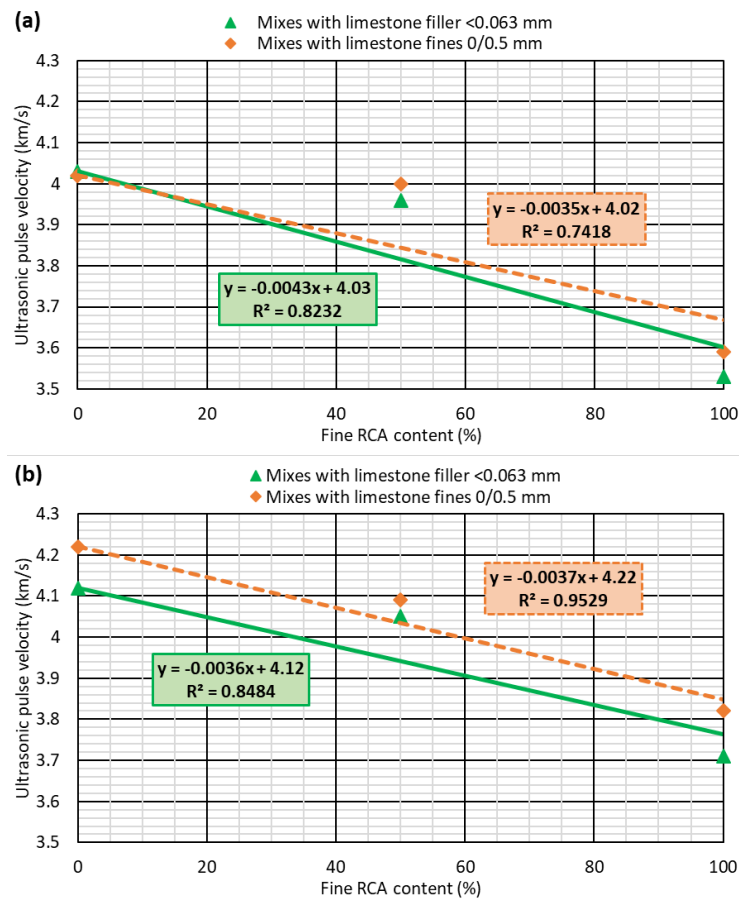 (a)
Mixes with limestone filler <0.063 mm
Mixes with limestone fines 0/0.5 mm
Ultrasonic pulse velocity (km/s)
4.3
4.2
4.1
4
3.9
3.8
3.7
3.6
3.5
y = -0.0035x + 4.02
R² = 0.7418
y = -0.0043x + 4.03
R² = 0.8232
0 20 40 60 80 100
Fine RCA content (%)
(b)
Mixes with limestone filler <0.063 mm
Mixes with limestone fines 0/0.5 mm
Ultrasonic pulse velocity (km/s)
4.3
4.2
4.1
4
3.9
3.8
3.7
3.6
3.5
y = -0.0037x + 4.22
R² = 0.9529
y = -0.0036x + 4.12
R² = 0.8484
0 20 40 60 80 100
Fine RCA content (%)